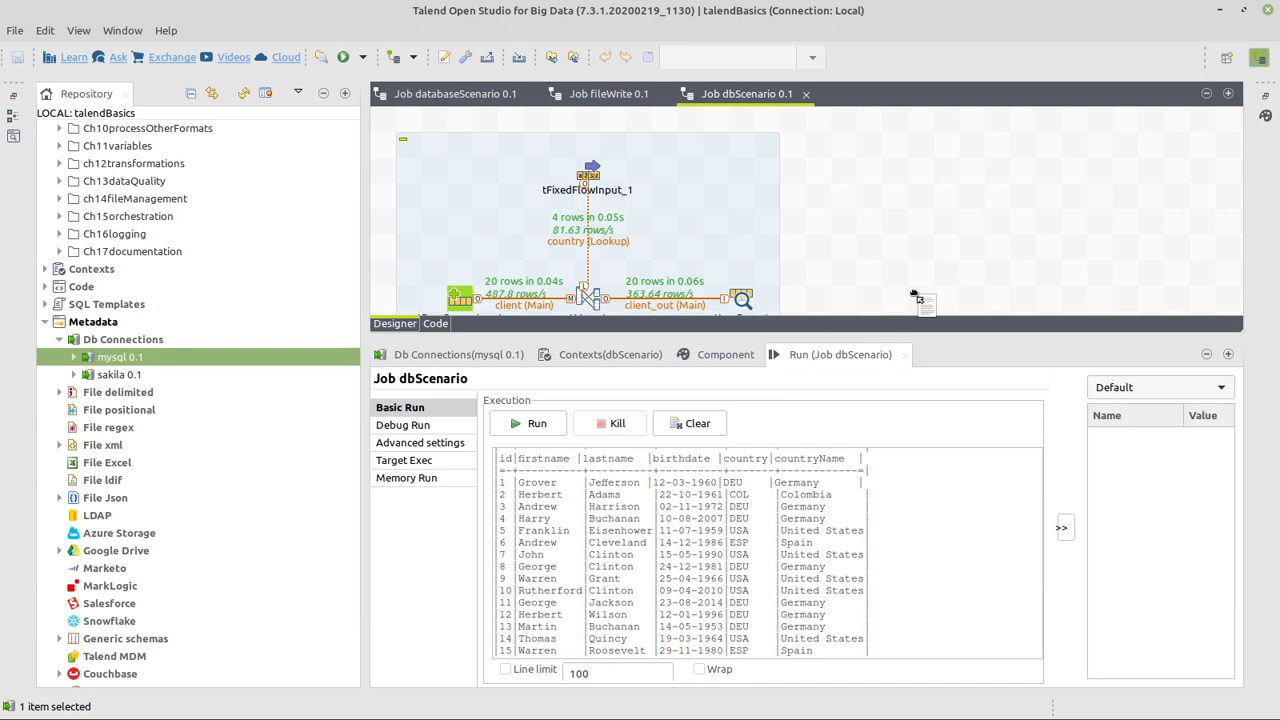 Talend Open Studio for Big Data (7.3.1.20200219_1130) | talendBasics (Connection: Local)
File Edit View Window Help
Learn Ask Exchange Videos Cloud
Repository
LOCAL: talendBasics
Ch10processOtherFormats
Ch11variables
ch12transformations
Ch13dataQuality
ch14fileManagement
Ch15orchestration
Ch16logging
Ch17documentation
Contexts
Code
SQL Templates
Metadata
Db Connections
mysql 0.1
sakila 0.1
File delimited
File positional
File regex
File xml
File Excel
File ldif
File Json
LDAP
Azure Storage
Google Drive
Marketo
MarkLogic
Salesforce
Snowflake
Generic schemas
Talend MDM
Couchbase
Job databaseScenario 0.1 Job fileWrite 0.1 Job dbScenario 0.1
tFixedFlowInput_1
4 rows in 0.05s
81.63 rows/s
country (Lookup)
20 rows in 0.04s 20 rows in 0.06s
487.8 rows/s 363.64 rows/s
client (Main) client_out (Main)
Designer Code
Db Connections(mysql 0.1) Contexts(dbScenario) Component Run (Job dbScenario)
Job dbScenario
Default
Name Value
Basic Run
Debug Run
Advanced settings
Target Exec
Memory Run
Execution
Run Kill Clear
|id|firstname |lastname |birthdate |country|countryName |
|=-+----------+----------+----------+-------+-------------=|
|1 |Grover |Jefferson |12-03-1960|DEU |Germany |
|2 |Herbert |Adams |22-10-1961|COL |Colombia |
|3 |Andrew |Harrison |02-11-1972|DEU |Germany |
|4 |Harry |Buchanan |10-08-2007|DEU |Germany |
|5 |Franklin |Eisenhower|11-07-1959|USA |United States|
|6 |Andrew |Cleveland |14-12-1986|ESP |Spain |
|7 |John |Clinton |15-05-1990|USA |United States|
|8 |George |Clinton |24-12-1981|DEU |Germany |
|9 |Warren |Grant |25-04-1966|USA |United States|
|10|Rutherford|Clinton |09-04-2010|USA |United States|
|11|George |Jackson |23-08-2014|DEU |Germany |
|12|Herbert |Wilson |12-01-1996|DEU |Germany |
|13|Martin |Buchanan |14-05-1953|DEU |Germany |
|14|Thomas |Quincy |19-03-1964|USA |United States|
|15|Warren |Roosevelt |29-11-1980|ESP |Spain |
>>
Line limit 100 Wrap
1 item selected